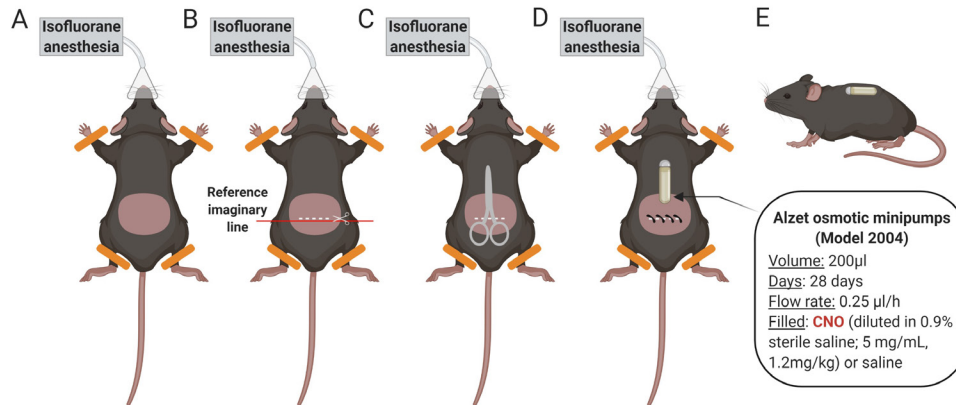 A
B
C
D
E
Isofluorane
anesthesia
Isofluorane
anesthesia
Isofluorane
anesthesia
Isofluorane
anesthesia
Reference
imaginary
line
Alzet osmotic minipumps
(Model 2004)
Volume: 200µl
Days: 28 days
Flow rate: 0.25 µl/h
Filled: CNO (diluted in 0.9%
sterile saline; 5 mg/mL,
1.2mg/kg) or saline